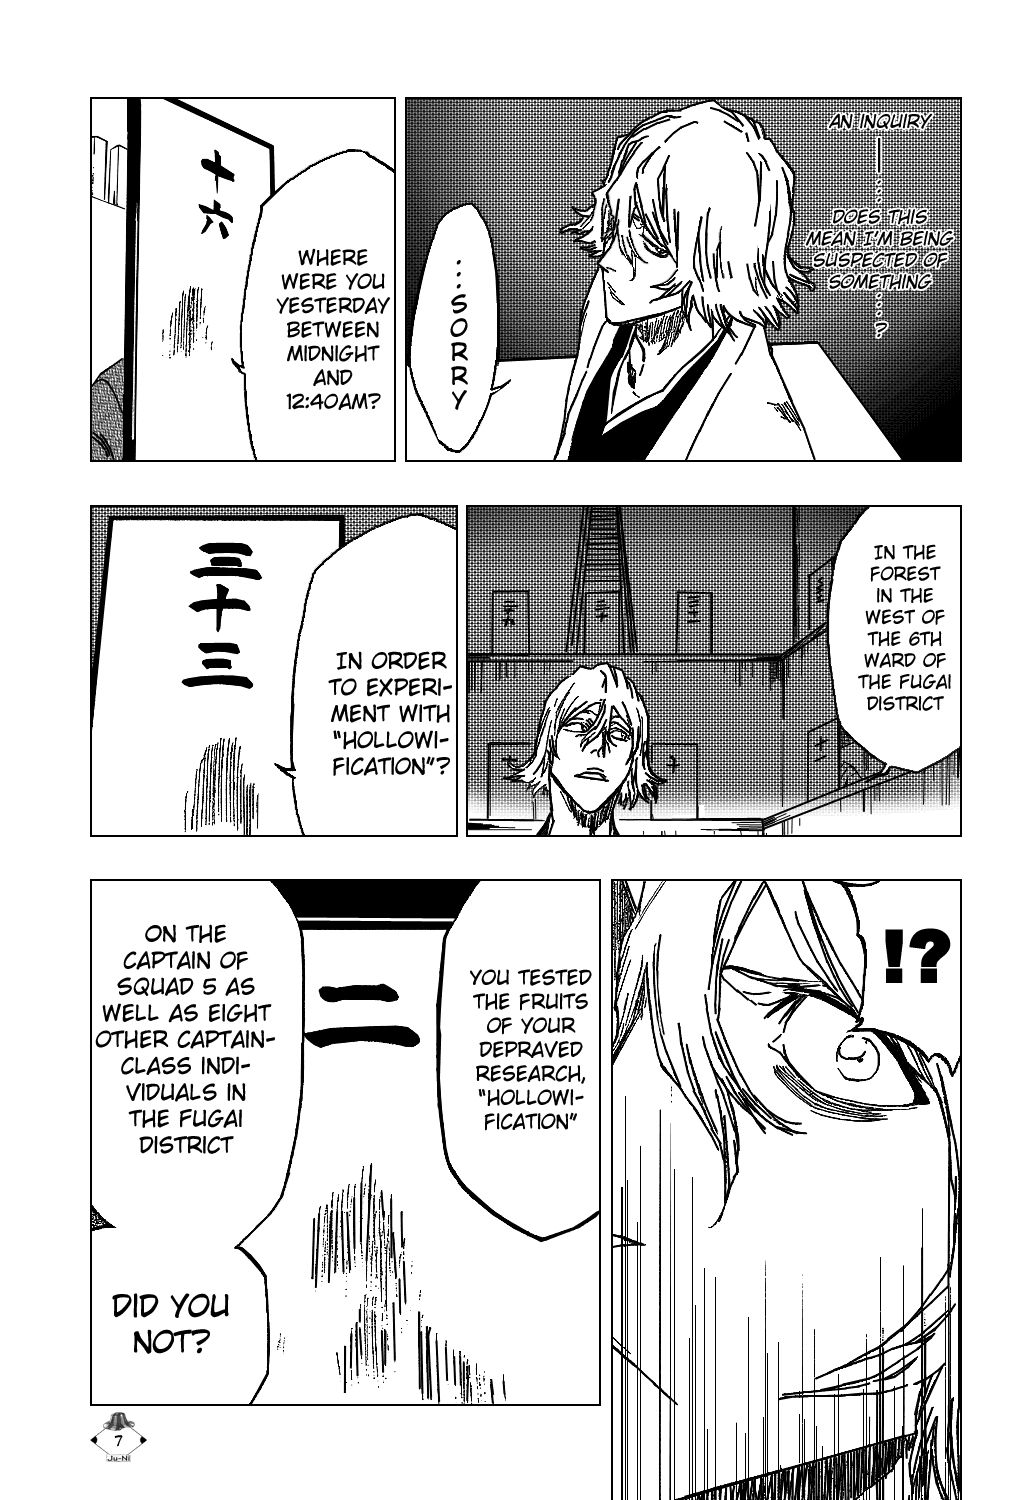 AN INQUIRY
DOES THIS
MEAN I'M BEING
SUSPECTED OF
SOMETHING
...?
...SORRY
十六
WHERE
WERE YOU
YESTERDAY
BETWEEN
MIDNIGHT
AND
12:40AM?
IN THE
FOREST
IN THE
WEST OF
THE 6TH
WARD OF
THE FUGAI
DISTRICT
三十三
IN ORDER
TO EXPERI-
MENT WITH
"HOLLOWI-
FICATION"?
!?
YOU TESTED
THE FRUITS
OF YOUR
DEPRAVED
RESEARCH,
"HOLLOWI-
FICATION"
二
ON THE
CAPTAIN OF
SQUAD 5 AS
WELL AS EIGHT
OTHER CAPTAIN-
CLASS INDI-
VIDUALS IN
THE FUGAI
DISTRICT
DID YOU
NOT?
7
Ju-Ni